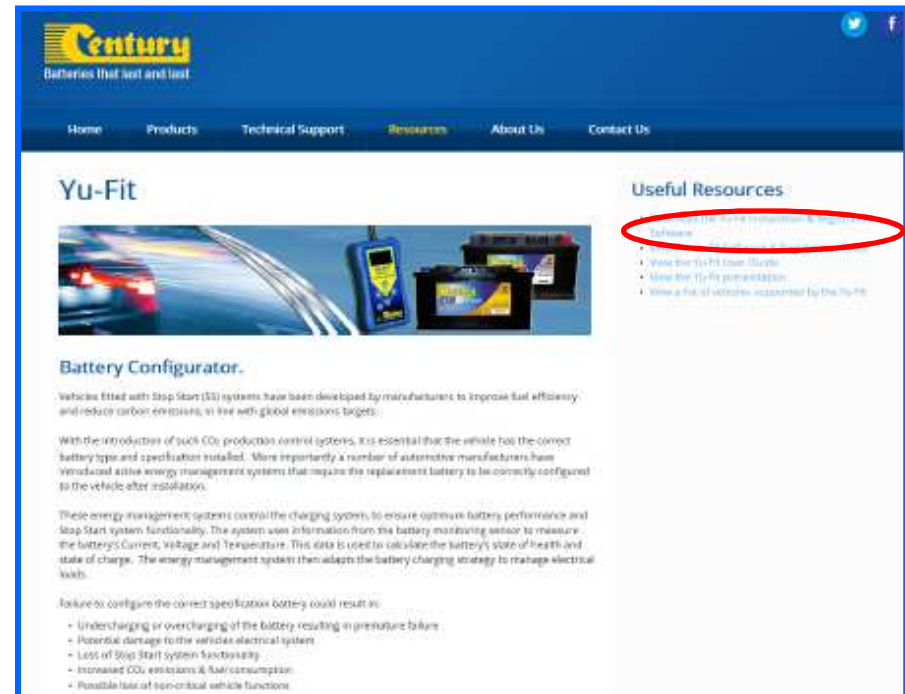 Century
Batteries that last and last
Home Products Technical Support Resources About Us Contact Us
Yu-Fit
Battery Configurator.
Vehicles fitted with Stop Start (SS) systems have been developed by manufacturers to improve fuel efficiency
and reduce carbon emissions, in line with global emissions targets.
With the introduction of such CO₂ production control systems, it is essential that the vehicle has the correct
battery type and specification installed. More importantly a number of automotive manufacturers have
introduced active energy management systems that require the replacement battery to be correctly configured
to the vehicle after installation.
These energy management systems control the charging system, to ensure optimum battery performance and
Stop Start system functionality. The system uses information from the battery monitoring sensor to measure
the battery's Current, Voltage and Temperature. This data is used to calculate the battery's state of health and
state of charge. The energy management system then adapts the battery charging strategy to manage electrical
loads.
Failure to configure the correct specification battery could result in:
• Undercharging or overcharging of the battery resulting in premature failure
• Potential damage to the vehicles electrical system
• Loss of Stop Start system functionality
• Increased CO₂ emissions & fuel consumption
• Possible loss of non-critical vehicle functions
Useful Resources
the Yu-Fit Installation &
Software
• View the Yu-Fit User Guide
• View the Yu-Fit presentation
• View a list of vehicles supported by the Yu-Fit